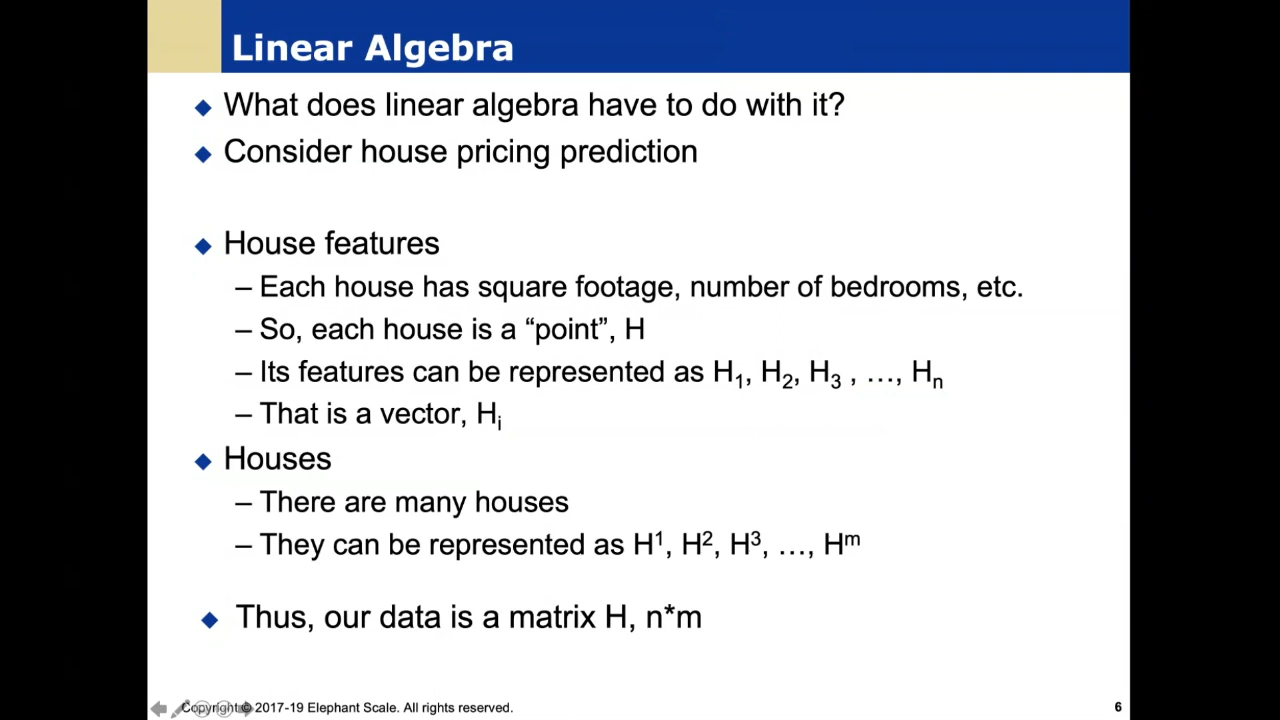 Linear Algebra
What does linear algebra have to do with it?
Consider house pricing prediction
House features
– Each house has square footage, number of bedrooms, etc.
– So, each house is a “point”, H
– Its features can be represented as H₁, H₂, H₃ , …, Hₙ
– That is a vector, Hᵢ
Houses
– There are many houses
– They can be represented as H¹, H², H³, …, Hᵐ
Thus, our data is a matrix H, n*m
Copyright © 2017-19 Elephant Scale. All rights reserved.
6